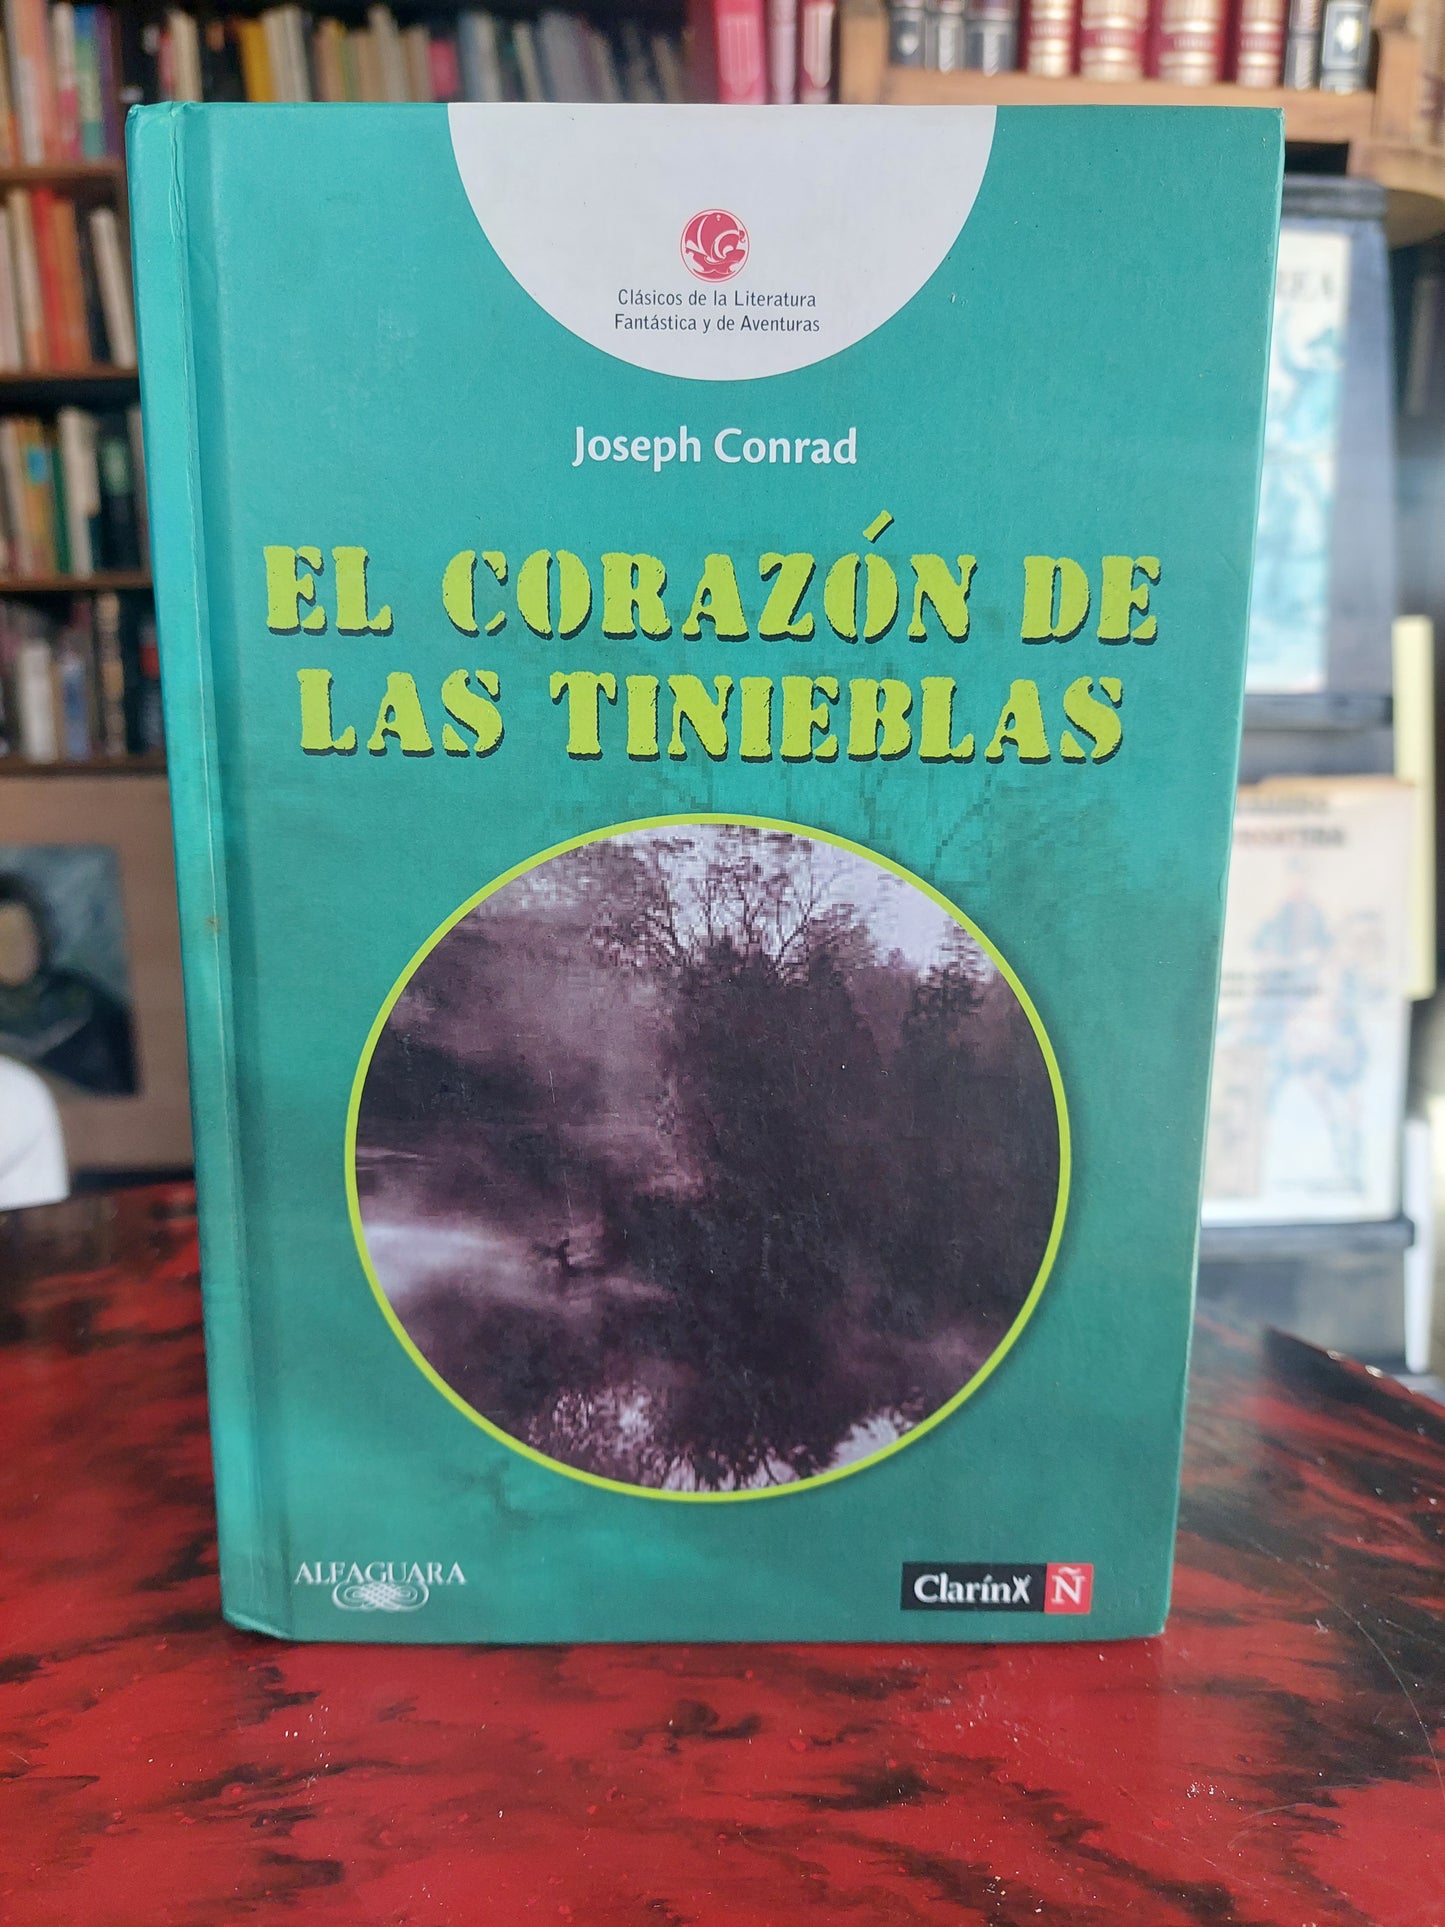 Clásicos de la Literatura
Fantástica y de Aventuras
Joseph Conrad
EL CORAZÓN DE
LAS TINIEBLAS
ALFAGUARA
Clarín Ñ